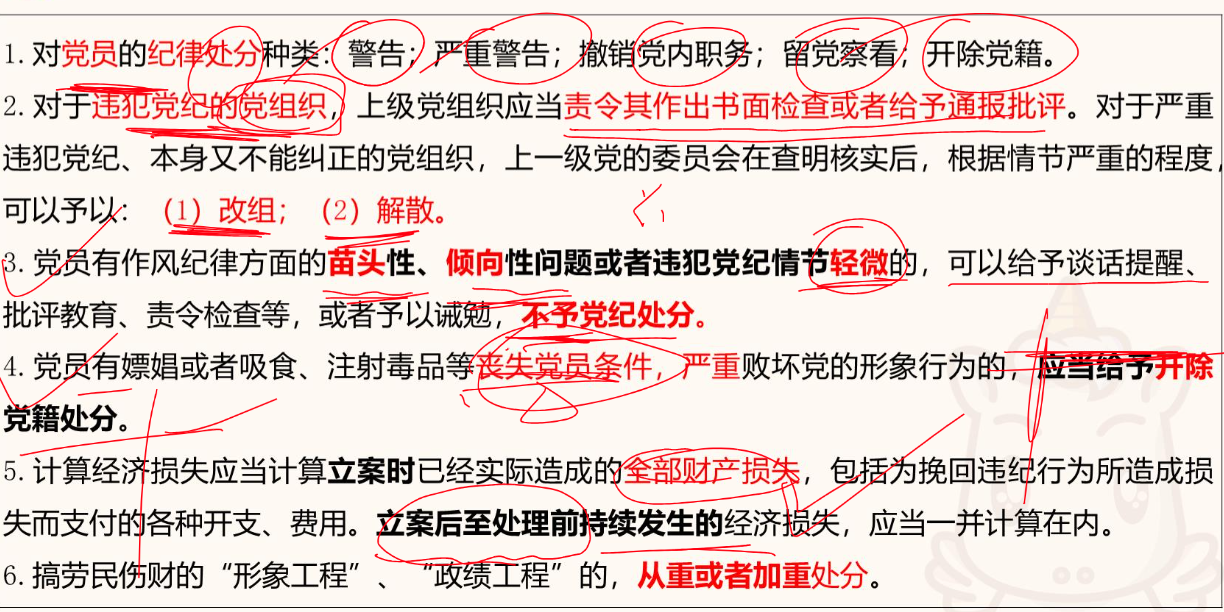 1. 对党员的纪律处分种类：警告；严重警告；撤销党内职务；留党察看；开除党籍。
2. 对于违犯党纪的党组织，上级党组织应当责令其作出书面检查或者给予通报批评。对于严重
违犯党纪、本身又不能纠正的党组织，上一级党的委员会在查明核实后，根据情节严重的程度，
可以予以：（1）改组；（2）解散。
3. 党员有作风纪律方面的苗头性、倾向性问题或者违犯党纪情节轻微的，可以给予谈话提醒、
批评教育、责令检查等，或者予以诫勉，不予党纪处分。
4. 党员有嫖娼或者吸食、注射毒品等丧失党员条件，严重败坏党的形象行为的，应当给予开除
党籍处分。
5. 计算经济损失应当计算立案时已经实际造成的全部财产损失，包括为挽回违纪行为所造成损
失而支付的各种开支、费用。立案后至处理前持续发生的经济损失，应当一并计算在内。
6. 搞劳民伤财的“形象工程”、“政绩工程”的，从重或者加重处分。